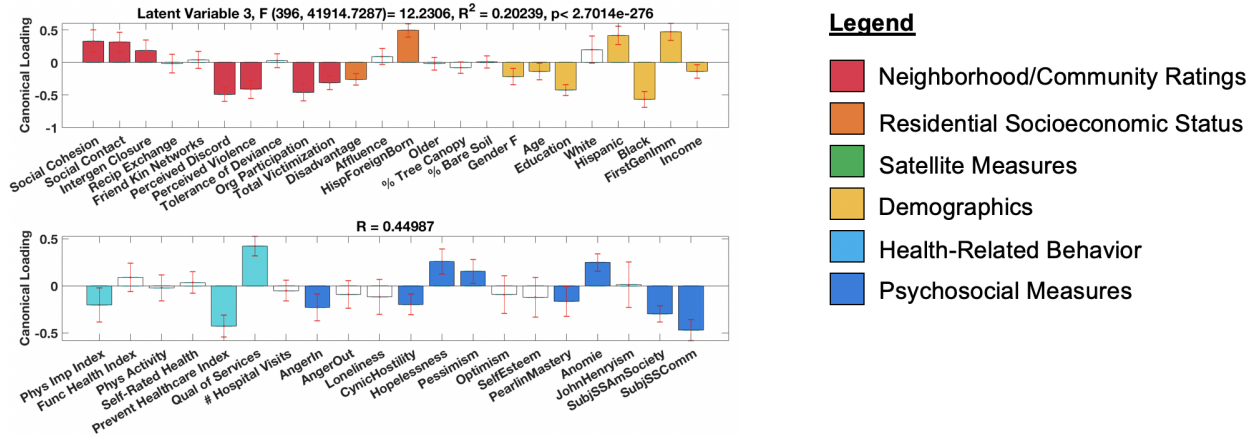 Latent Variable 3, F (396, 41914.7287)= 12.2306, R² = 0.20239, p< 2.7014e-276
Canonical Loading
0.5
0
-0.5
-1
Social Cohesion
Social Contact
Intergen Closure
Recip Exchange
Friend Kin Networks
Perceived Discord
Perceived Violence
Tolerance of Deviance
Org Participation
Total Victimization
Disadvantage
Affluence
HispForeignBorn
Older
% Tree Canopy
% Bare Soil
Gender F
Age
Education
White
Hispanic
Black
FirstGenImm
Income
R = 0.44987
Canonical Loading
0.5
0
-0.5
Phys Imp Index
Func Health Index
Phys Activity
Self-Rated Health
Prevent Healthcare Index
Qual of Services
# Hospital Visits
AngerIn
AngerOut
Loneliness
CynicHostility
Hopelessness
Pessimism
Optimism
SelfEsteem
PearlinMastery
Anomie
JohnHenryism
SubjSSAmSociety
SubjSSComm
Legend
Neighborhood/Community Ratings
Residential Socioeconomic Status
Satellite Measures
Demographics
Health-Related Behavior
Psychosocial Measures